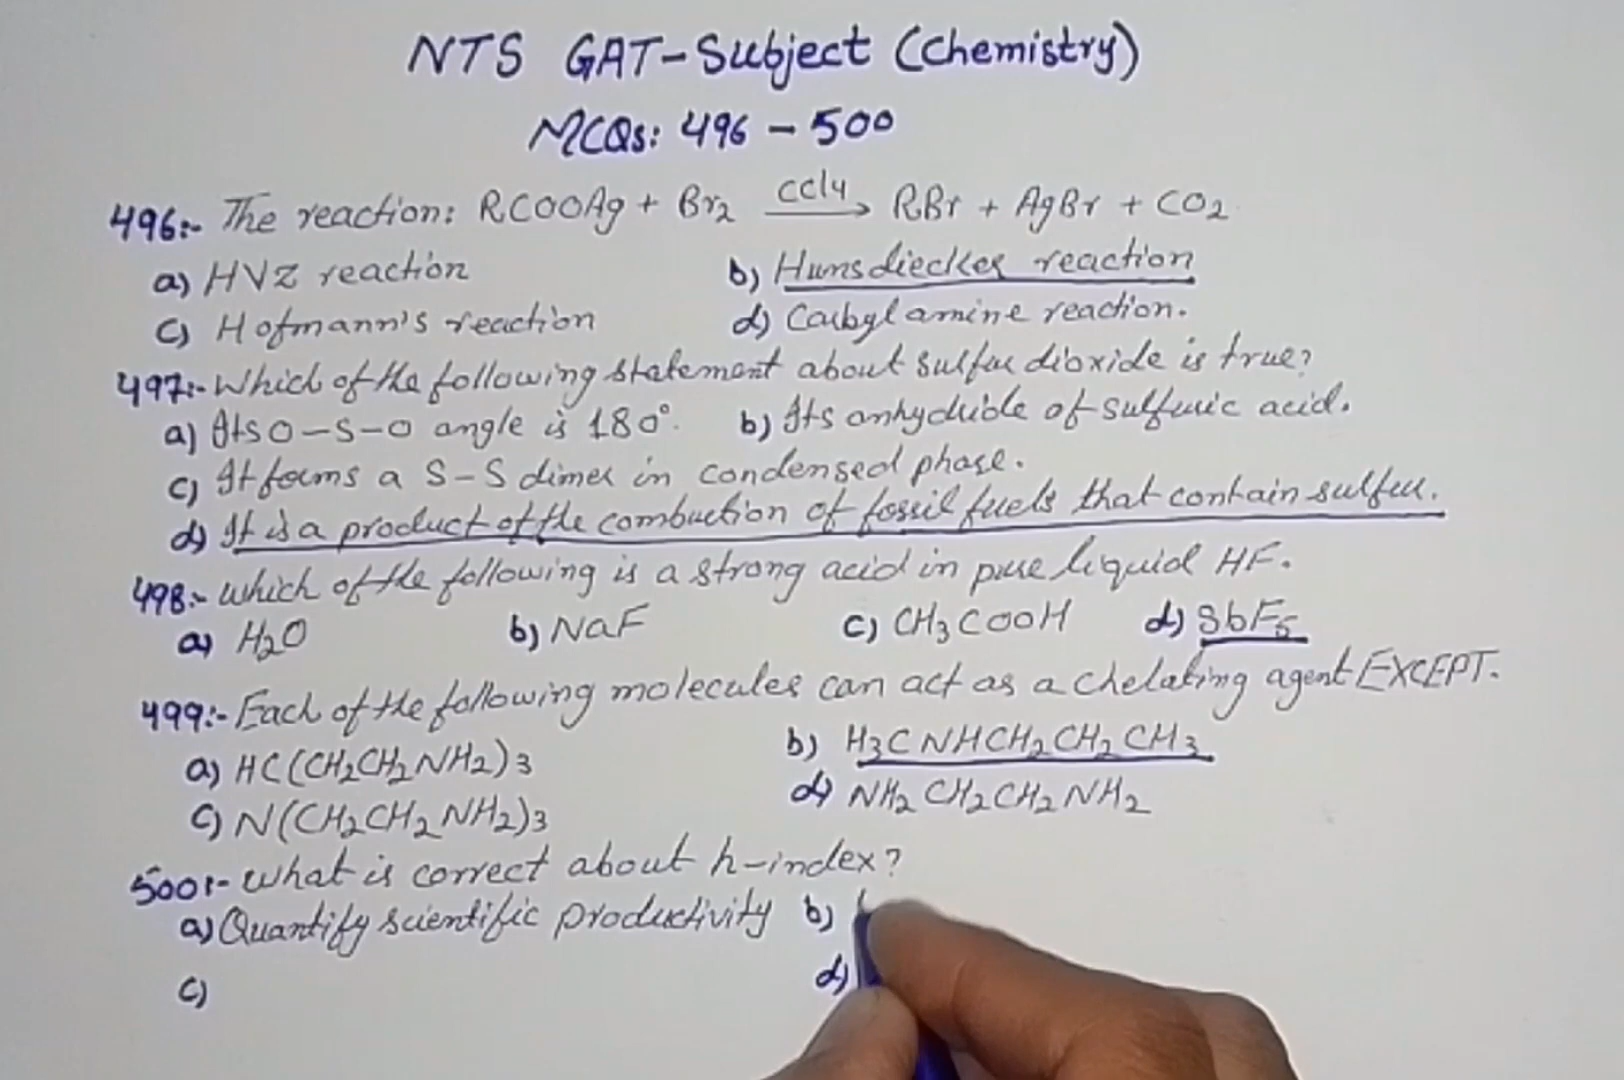 NTS GAT-Subject (Chemistry)
MCQs: 496 - 500
496:- The reaction: RCOOAg + Br2 CCl4 → RBr + AgBr + CO2
a) HVZ reaction b) Hunsdiecker reaction
c) Hofmann's reaction d) Carbylamine reaction.
497:- Which of the following statement about sulfur dioxide is true?
a) Its O-S-O angle is 180°. b) Its anhydride of sulfuric acid.
c) It forms a S-S dimer in condensed phase.
d) It is a product of the combustion of fossil fuels that contain sulfur.
498:- Which of the following is a strong acid in pure liquid HF.
a) H2O b) NaF c) CH3COOH d) SbF5
499:- Each of the following molecules can act as a chelating agent EXCEPT.
a) HC(CH2CH2NH2)3 b) H3CNHCH2CH2CH3
c) N(CH2CH2NH2)3 d) NH2CH2CH2NH2
500:- What is correct about h-index?
a) Quantify scientific productivity b)
c) d)